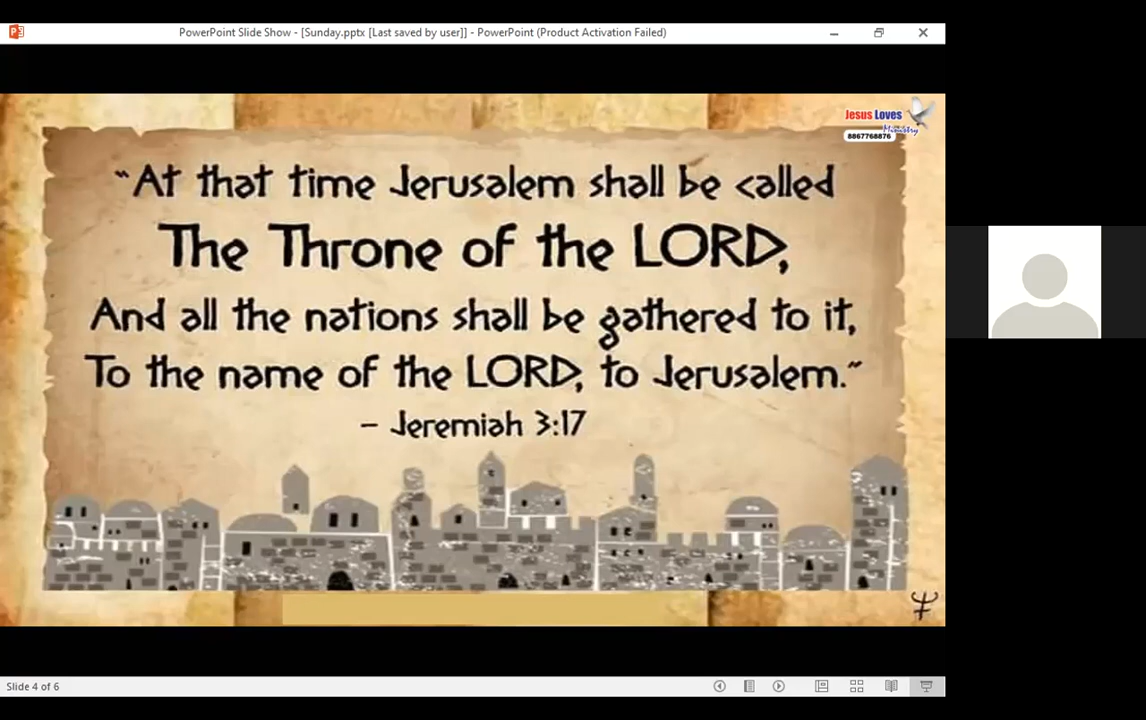 PowerPoint Slide Show - [Sunday.pptx [Last saved by user]] - PowerPoint (Product Activation Failed)
Jesus Loves
Ministry
8867768876
"At that time Jerusalem shall be called
The Throne of the LORD,
And all the nations shall be gathered to it,
To the name of the LORD, to Jerusalem."
- Jeremiah 3:17
Slide 4 of 6